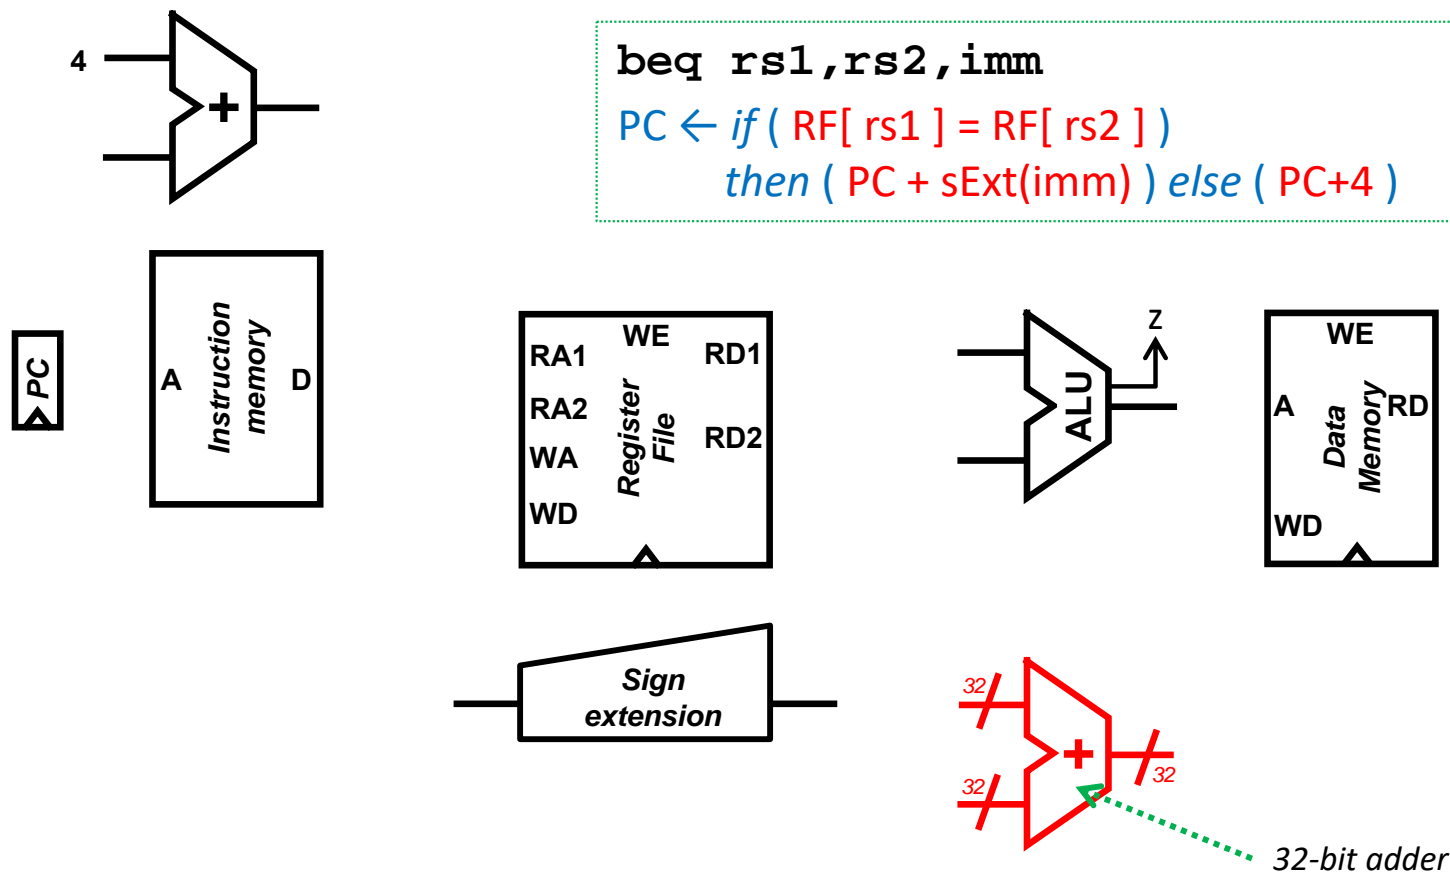 4
+
beq rs1,rs2,imm
PC ← if ( RF[ rs1 ] = RF[ rs2 ] )
then ( PC + sExt(imm) ) else ( PC+4 )
PC
A
Instruction
memory
D
WE
RA1
RD1
RA2
RD2
WA
WD
Register
File
Z
ALU
WE
A
RD
Data
Memory
WD
Sign
extension
32
32
+
32
32-bit adder